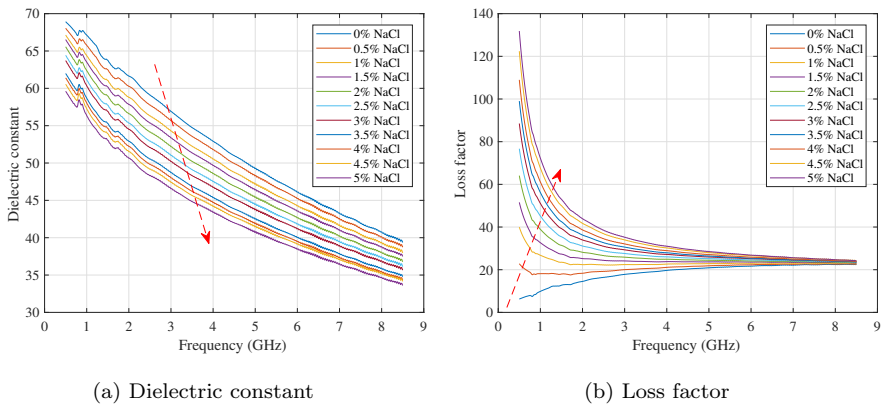 70
65
60
55
50
45
40
35
30
0 1 2 3 4 5 6 7 8 9
Dielectric constant
Frequency (GHz)
0% NaCl
0.5% NaCl
1% NaCl
1.5% NaCl
2% NaCl
2.5% NaCl
3% NaCl
3.5% NaCl
4% NaCl
4.5% NaCl
5% NaCl
(a) Dielectric constant
140
120
100
80
60
40
20
0
0 1 2 3 4 5 6 7 8 9
Loss factor
Frequency (GHz)
0% NaCl
0.5% NaCl
1% NaCl
1.5% NaCl
2% NaCl
2.5% NaCl
3% NaCl
3.5% NaCl
4% NaCl
4.5% NaCl
5% NaCl
(b) Loss factor